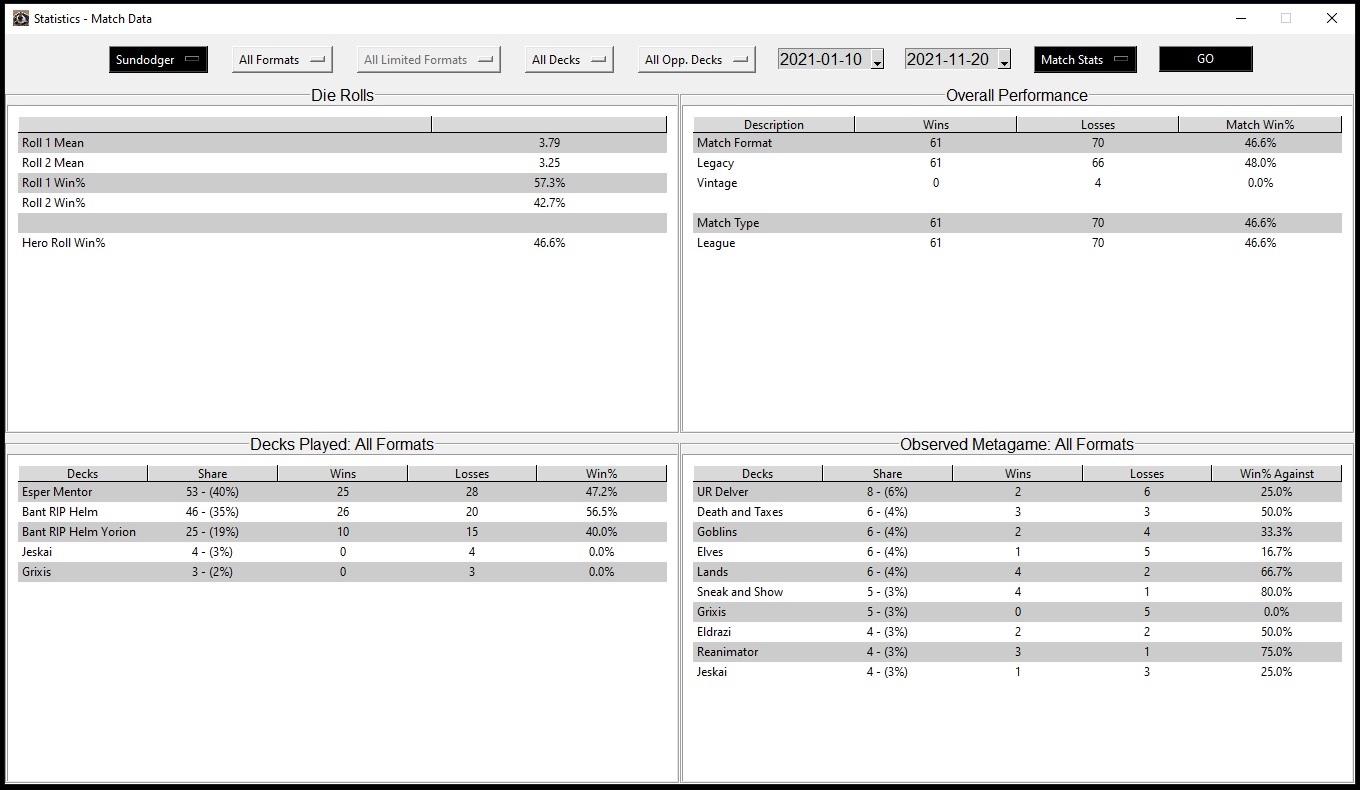 Statistics - Match Data
Sundodger All Formats All Limited Formats All Decks All Opp. Decks 2021-01-10 2021-11-20 Match Stats GO
Die Rolls
Roll 1 Mean 3.79
Roll 2 Mean 3.25
Roll 1 Win% 57.3%
Roll 2 Win% 42.7%
Hero Roll Win% 46.6%
Overall Performance
Description Wins Losses Match Win%
Match Format 61 70 46.6%
Legacy 61 66 48.0%
Vintage 0 4 0.0%
Match Type 61 70 46.6%
League 61 70 46.6%
Decks Played: All Formats
Decks Share Wins Losses Win%
Esper Mentor 53 - (40%) 25 28 47.2%
Bant RIP Helm 46 - (35%) 26 20 56.5%
Bant RIP Helm Yorion 25 - (19%) 10 15 40.0%
Jeskai 4 - (3%) 0 4 0.0%
Grixis 3 - (2%) 0 3 0.0%
Observed Metagame: All Formats
Decks Share Wins Losses Win% Against
UR Delver 8 - (6%) 2 6 25.0%
Death and Taxes 6 - (4%) 3 3 50.0%
Goblins 6 - (4%) 2 4 33.3%
Elves 6 - (4%) 1 5 16.7%
Lands 6 - (4%) 4 2 66.7%
Sneak and Show 5 - (3%) 4 1 80.0%
Grixis 5 - (3%) 0 5 0.0%
Eldrazi 4 - (3%) 2 2 50.0%
Reanimator 4 - (3%) 3 1 75.0%
Jeskai 4 - (3%) 1 3 25.0%